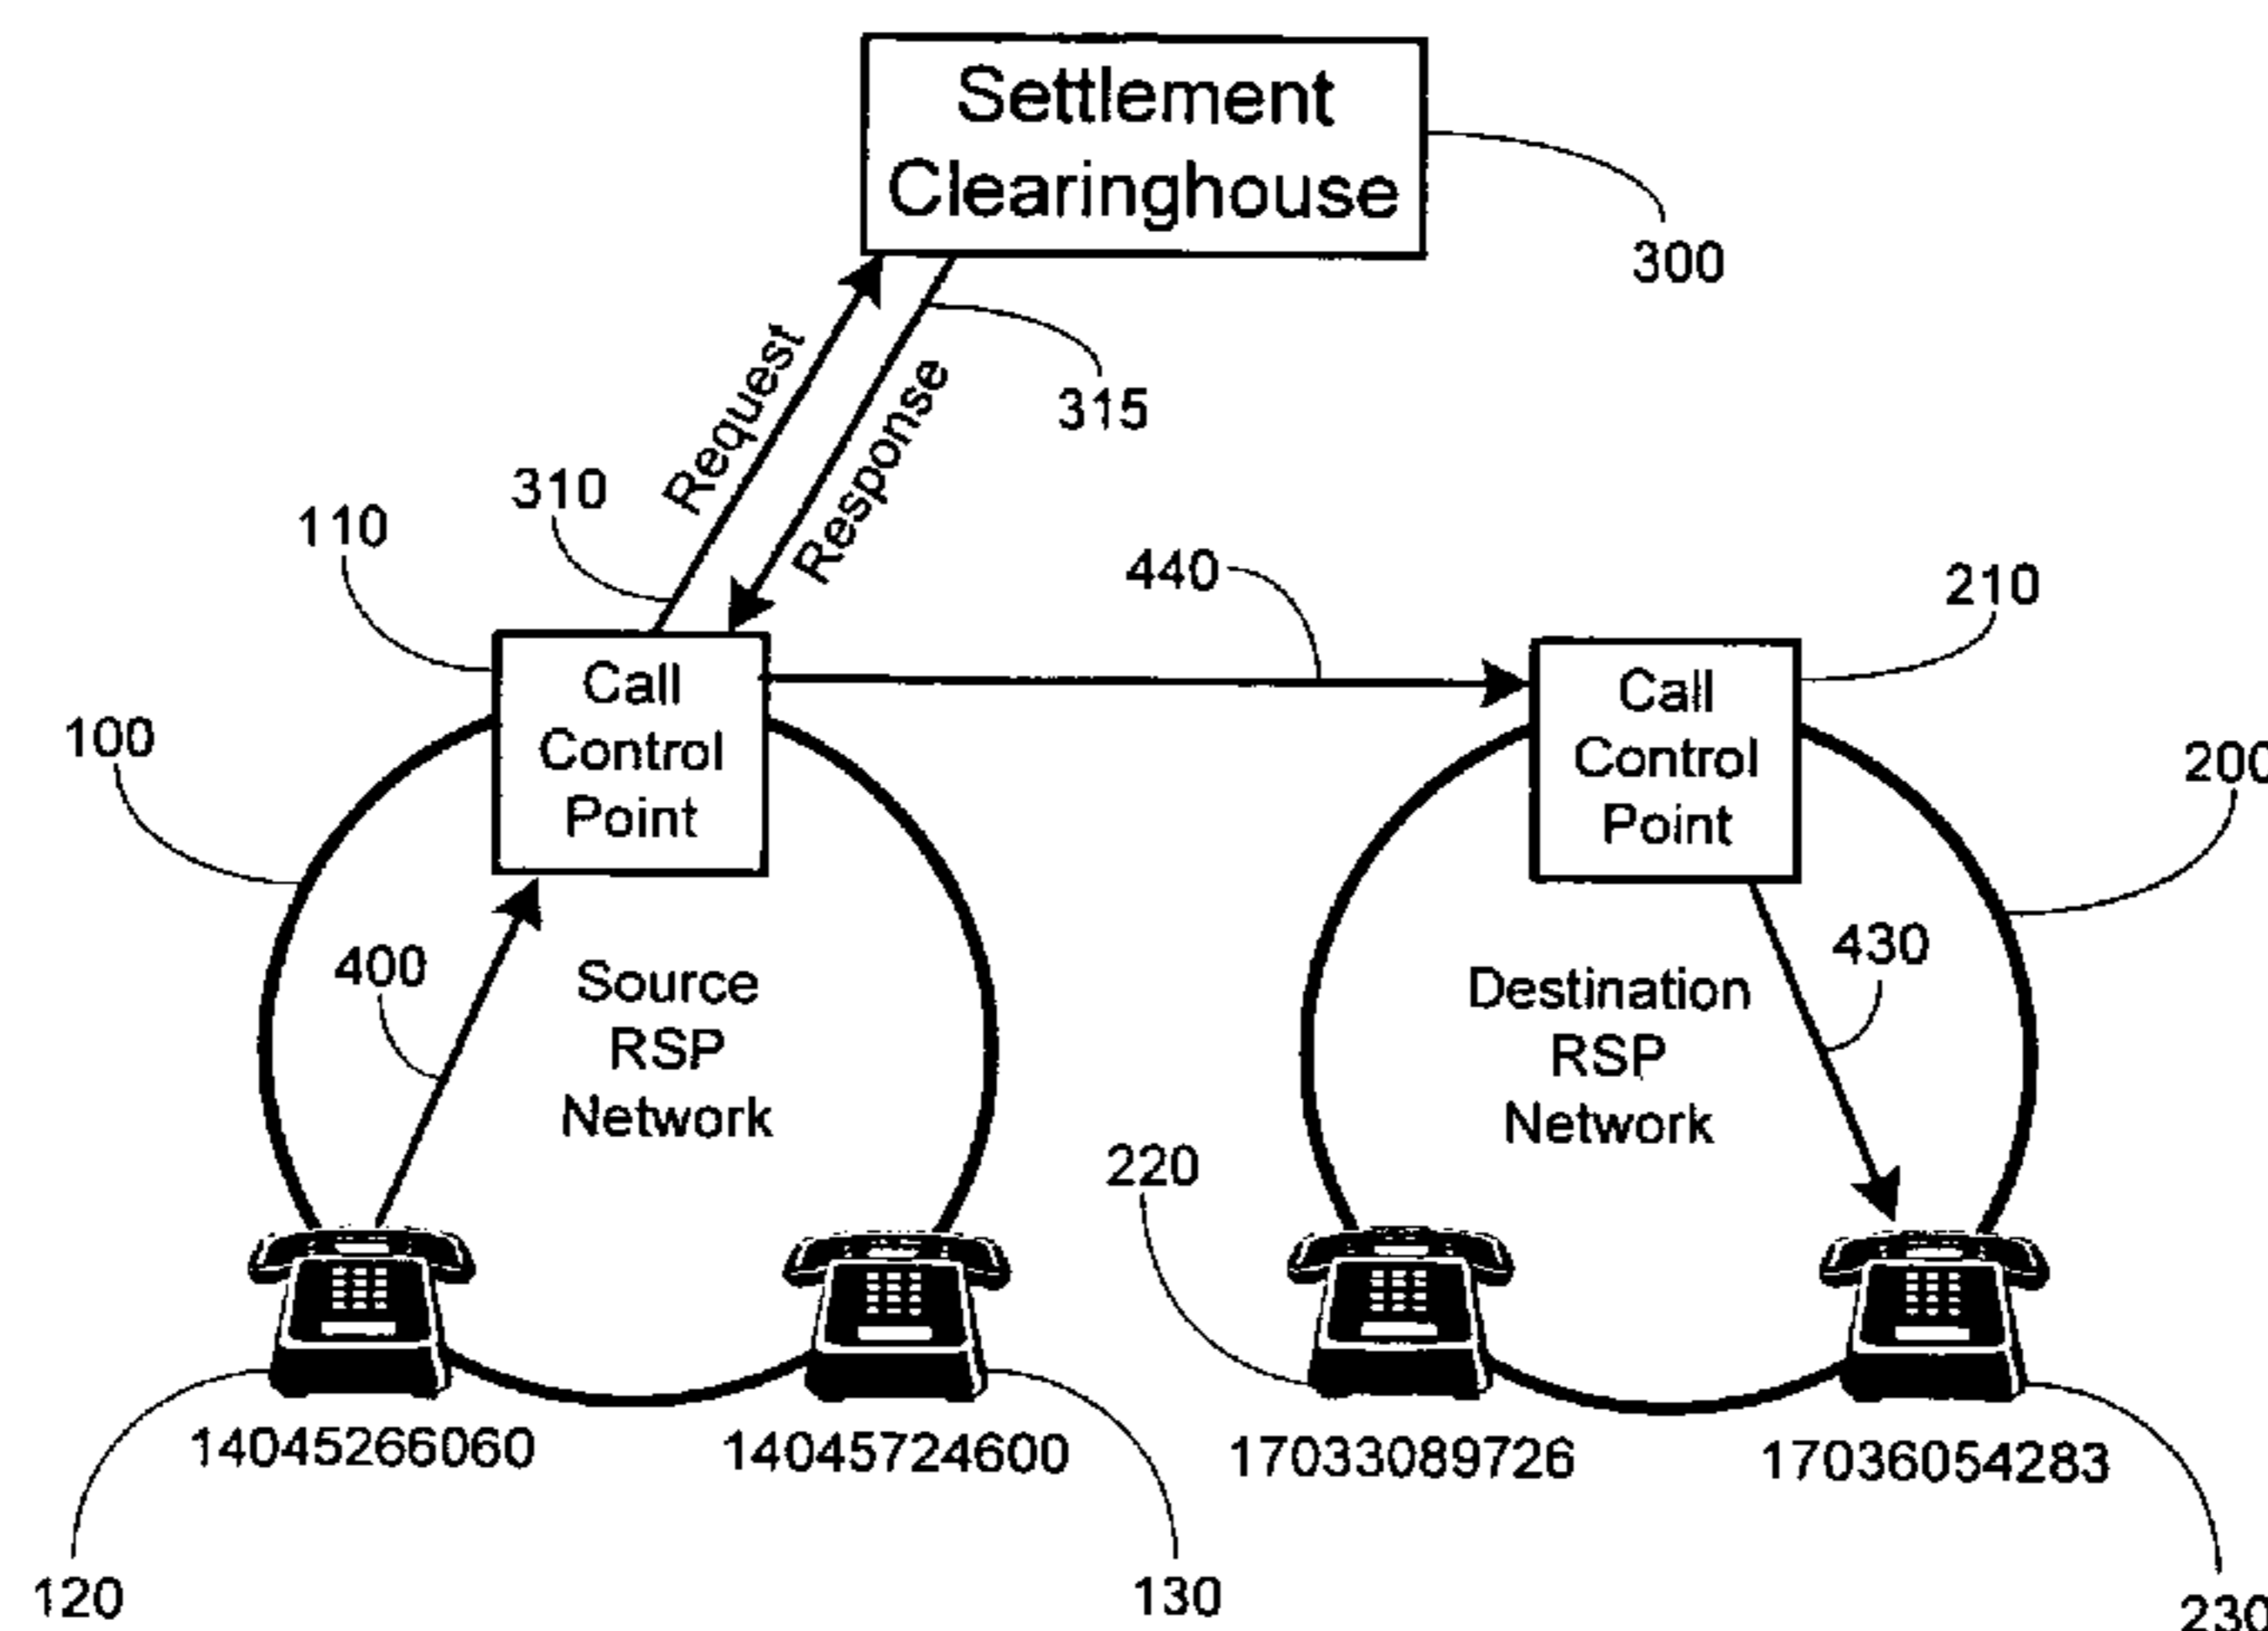 Settlement
Clearinghouse
300
Request
Response
315
310
110
440
210
Call
Control
Point
Call
Control
Point
100
200
400
Source
RSP
Network
Destination
RSP
Network
430
220
14045266060
14045724600
17033089726
17036054283
120
130
230